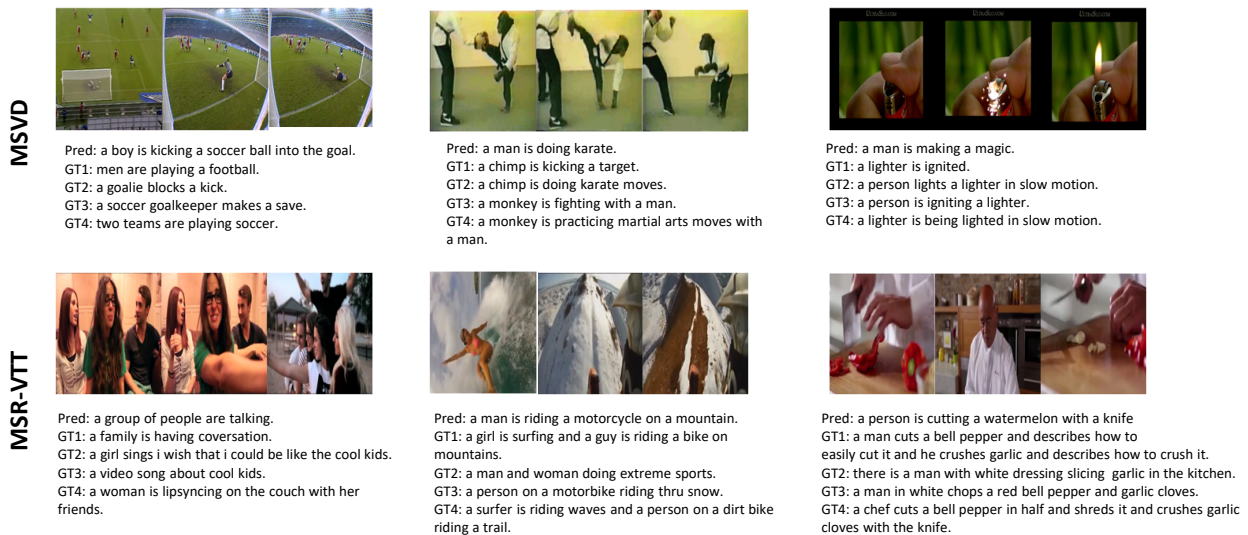 MSVD
Pred: a boy is kicking a soccer ball into the goal.
GT1: men are playing a football.
GT2: a goalie blocks a kick.
GT3: a soccer goalkeeper makes a save.
GT4: two teams are playing soccer.
Pred: a man is doing karate.
GT1: a chimp is kicking a target.
GT2: a chimp is doing karate moves.
GT3: a monkey is fighting with a man.
GT4: a monkey is practicing martial arts moves with
a man.
Pred: a man is making a magic.
GT1: a lighter is ignited.
GT2: a person lights a lighter in slow motion.
GT3: a person is igniting a lighter.
GT4: a lighter is being lighted in slow motion.
MSR-VTT
Pred: a group of people are talking.
GT1: a family is having coversation.
GT2: a girl sings i wish that i could be like the cool kids.
GT3: a video song about cool kids.
GT4: a woman is lipsyncing on the couch with her
friends.
Pred: a man is riding a motorcycle on a mountain.
GT1: a girl is surfing and a guy is riding a bike on
mountains.
GT2: a man and woman doing extreme sports.
GT3: a person on a motorbike riding thru snow.
GT4: a surfer is riding waves and a person on a dirt bike
riding a trail.
Pred: a person is cutting a watermelon with a knife
GT1: a man cuts a bell pepper and describes how to
easily cut it and he crushes garlic and describes how to crush it.
GT2: there is a man with white dressing slicing garlic in the kitchen.
GT3: a man in white chops a red bell pepper and garlic cloves.
GT4: a chef cuts a bell pepper in half and shreds it and crushes garlic
cloves with the knife.